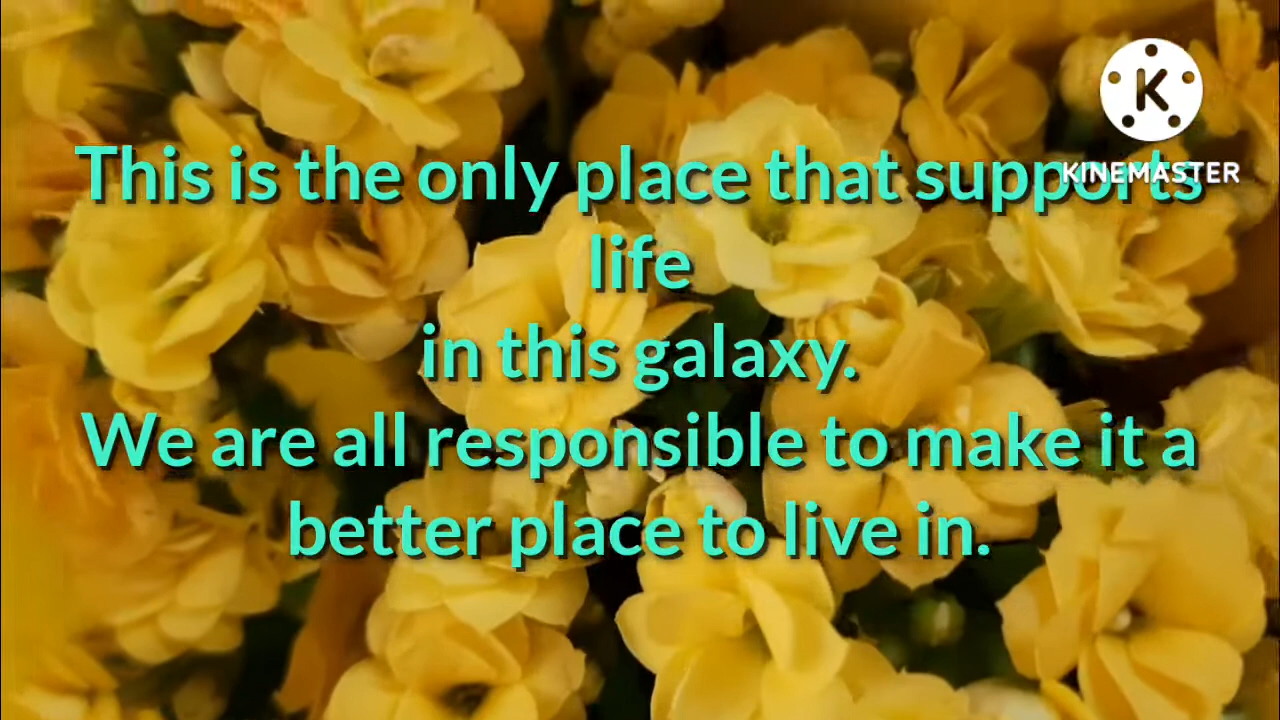 K
KINEMASTER
This is the only place that supports
life
in this galaxy.
We are all responsible to make it a
better place to live in.